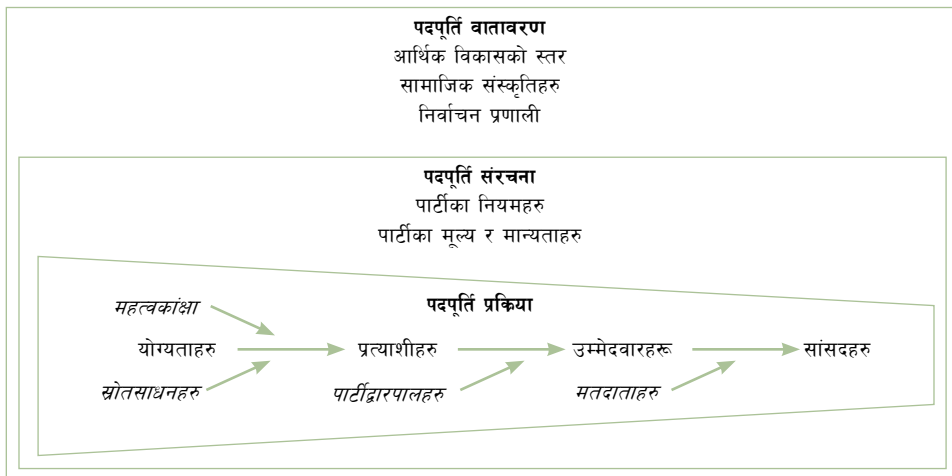 पदपूर्ति वातावरण
आर्थिक विकासको स्तर
सामाजिक संस्कृतिहरु
निर्वाचन प्रणाली
पदपूर्ति संरचना
पार्टीका नियमहरु
पार्टीका मूल्य र मान्यताहरु
महत्वकांक्षा
पदपूर्ति प्रक्रिया
योग्यताहरु प्रत्याशीहरु उम्मेदवारहरू सांसदहरु
स्रोतसाधनहरु पार्टीद्वारपालहरु मतदाताहरु